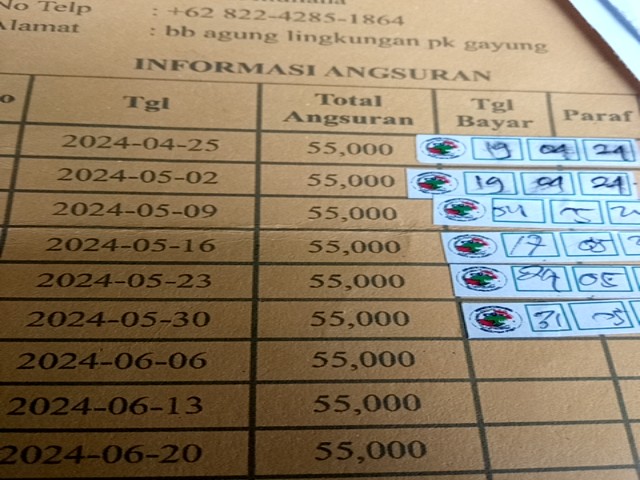 No Telp : +62 822-4285-1864
Alamat : bb agung lingkungan pk gayung
INFORMASI ANGSURAN
Tgl Total Angsuran Tgl Bayar Paraf
2024-04-25 55,000 19 04 24
2024-05-02 55,000 19 04 24
2024-05-09 55,000
2024-05-16 55,000 17 05
2024-05-23 55,000 05
2024-05-30 55,000 31 05
2024-06-06 55,000
2024-06-13 55,000
2024-06-20 55,000